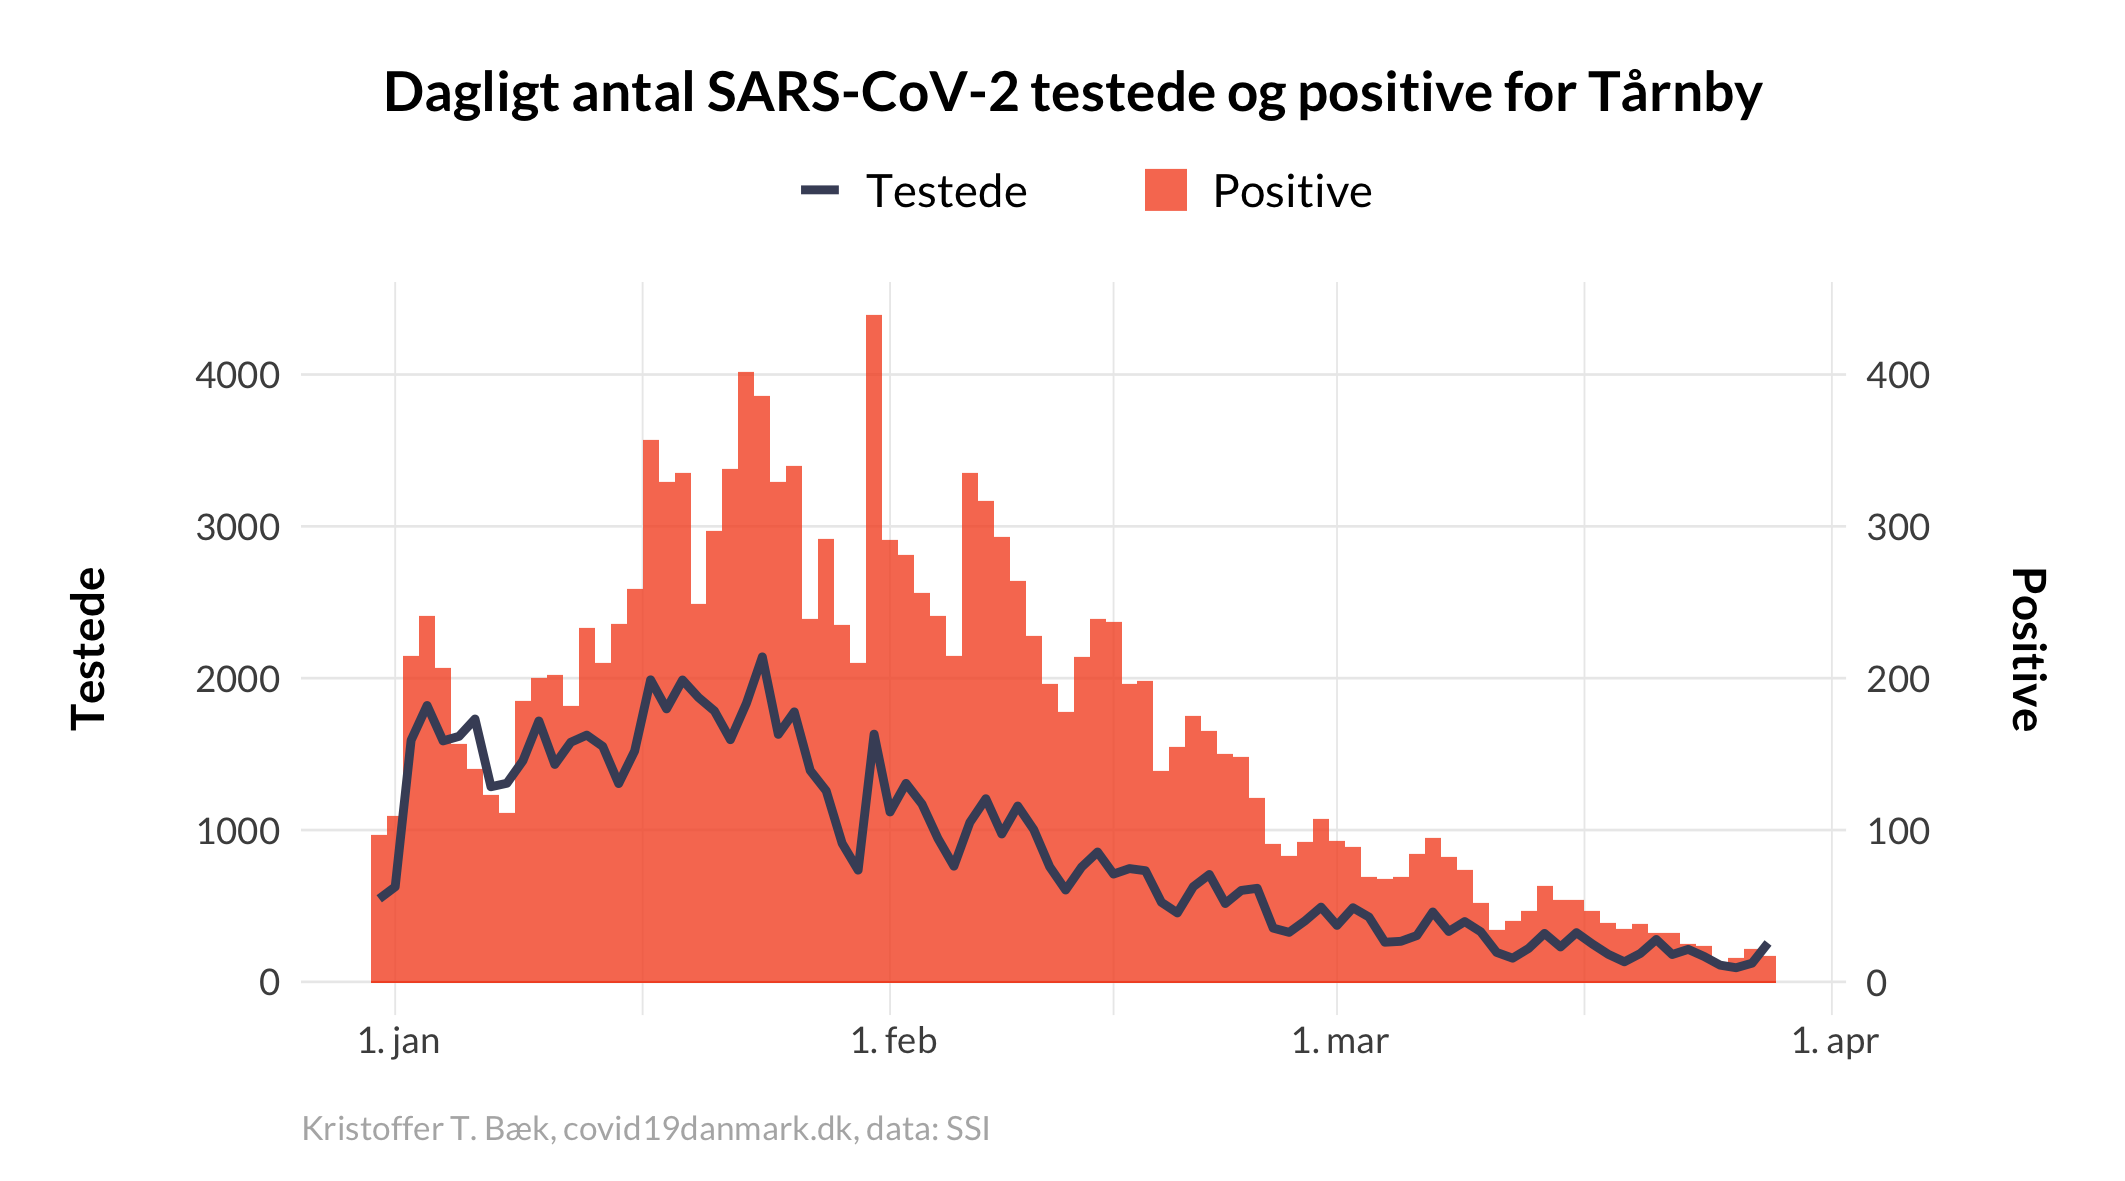 Dagligt antal SARS-CoV-2 testede og positive for Tårnby
Testede Positive
4000 400
3000 300
2000 200
1000 100
0 0
Testede
Positive
1. jan 1. feb 1. mar 1. apr
Kristoffer T. Bæk, covid19danmark.dk, data: SSI